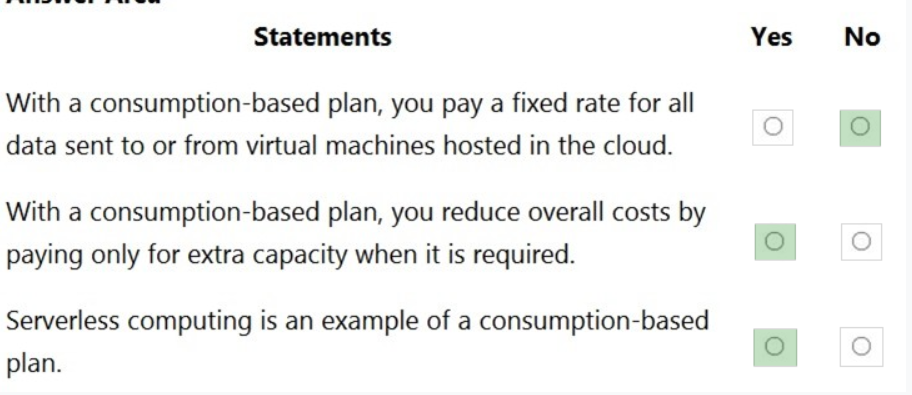 Answer Area
Statements Yes No
With a consumption-based plan, you pay a fixed rate for all
data sent to or from virtual machines hosted in the cloud.
With a consumption-based plan, you reduce overall costs by
paying only for extra capacity when it is required.
Serverless computing is an example of a consumption-based
plan.